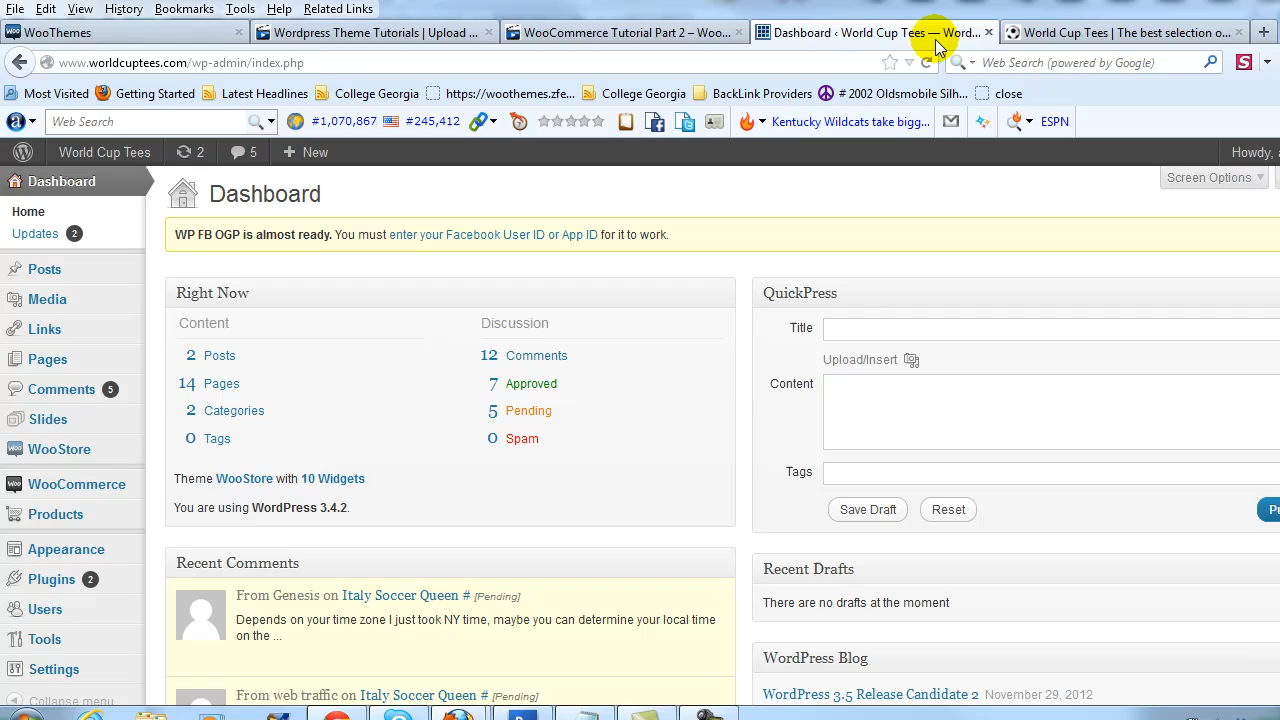 File Edit View History Bookmarks Tools Help Related Links
WooThemes
Wordpress Theme Tutorials | Upload ...
WooCommerce Tutorial Part 2 – Woo...
Dashboard ‹ World Cup Tees — Word...
World Cup Tees | The best selection o...
www.worldcuptees.com/wp-admin/index.php
Web Search (powered by Google)
Most Visited Getting Started Latest Headlines College Georgia https://woothemes.zfe... College Georgia BackLink Providers # 2002 Oldsmobile Silh... close
Web Search #1,070,867 #245,412 Kentucky Wildcats take bigg... ESPN
World Cup Tees 2 5 + New Howdy,
Dashboard
Home
Updates 2
Posts
Media
Links
Pages
Comments 5
Slides
WooStore
WooCommerce
Products
Appearance
Plugins 2
Users
Tools
Settings
Collapse menu
Screen Options
Dashboard
WP FB OGP is almost ready. You must enter your Facebook User ID or App ID for it to work.
Right Now
Content Discussion
2 Posts 12 Comments
14 Pages 7 Approved
2 Categories 5 Pending
0 Tags 0 Spam
Theme WooStore with 10 Widgets
You are using WordPress 3.4.2.
Recent Comments
From Genesis on Italy Soccer Queen # [Pending]
Depends on your time zone I just took NY time, maybe you can determine your local time
on the ...
From web traffic on Italy Soccer Queen # [Pending]
QuickPress
Title
Upload/Insert
Content
Tags
Save Draft Reset Pu
Recent Drafts
There are no drafts at the moment
WordPress Blog
WordPress 3.5 Release Candidate 2 November 29, 2012